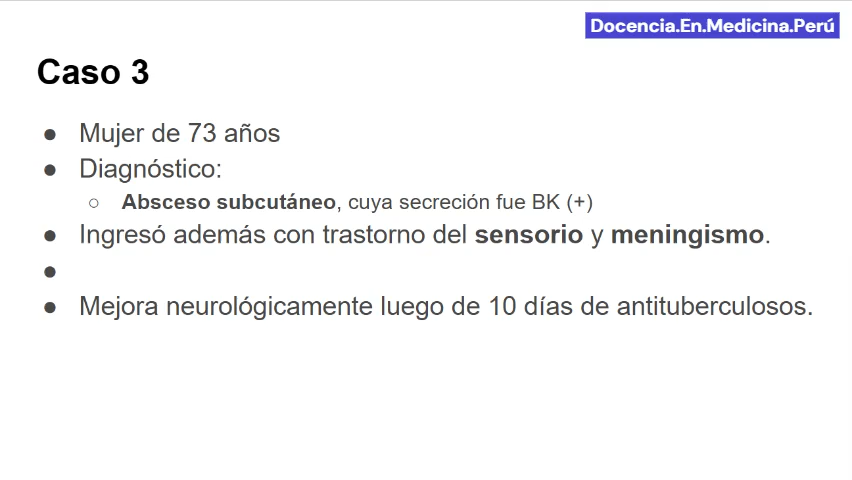 Docencia.En.Medicina.Perú
Caso 3
● Mujer de 73 años
● Diagnóstico:
○ Absceso subcutáneo, cuya secreción fue BK (+)
● Ingresó además con trastorno del sensorio y meningismo.
●
● Mejora neurológicamente luego de 10 días de antituberculosos.